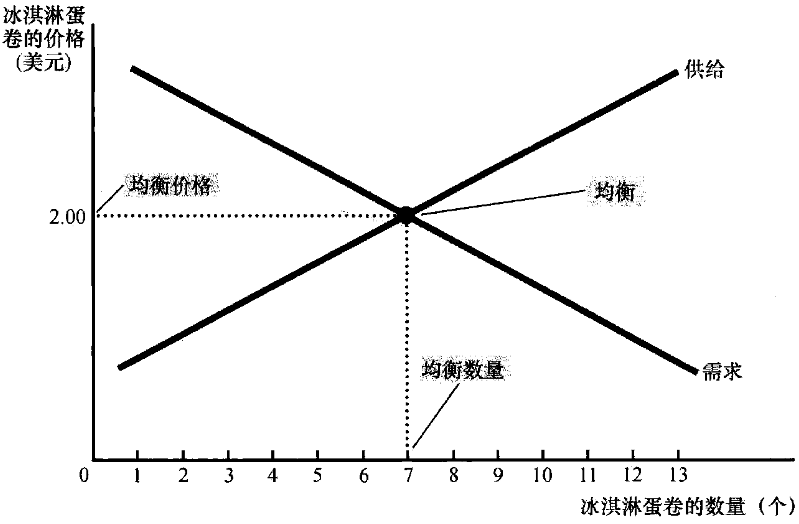 冰淇淋蛋
卷的价格
(美元)
供给
均衡价格
均衡
2.00
均衡数量
需求
0 1 2 3 4 5 6 7 8 9 10 11 12 13
冰淇淋蛋卷的数量（个）